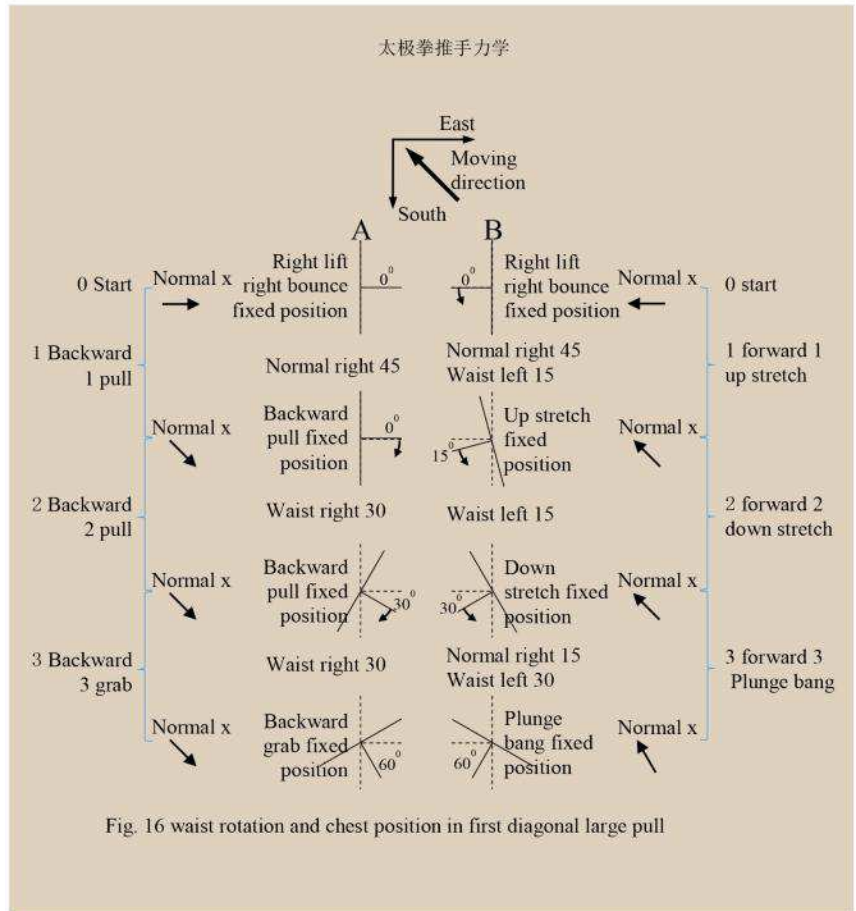 太极拳推手力学
East
Moving
direction
South
A
B
0 Start
Normal x
Right lift
right bounce
fixed position
0⁰
0⁰
Right lift
right bounce
fixed position
Normal x
0 start
1 Backward
1 pull
Normal right 45
Normal right 45
Waist left 15
1 forward 1
up stretch
Normal x
Backward
pull fixed
position
0⁰
15⁰
Up stretch
fixed
position
Normal x
2 Backward
2 pull
Waist right 30
Waist left 15
2 forward 2
down stretch
Normal x
Backward
pull fixed
position
30⁰
30⁰
Down
stretch fixed
position
Normal x
3 Backward
3 grab
Waist right 30
Normal right 15
Waist left 30
3 forward 3
Plunge bang
Normal x
Backward
grab fixed
position
60⁰
60⁰
Plunge
bang fixed
position
Normal x
Fig. 16 waist rotation and chest position in first diagonal large pull